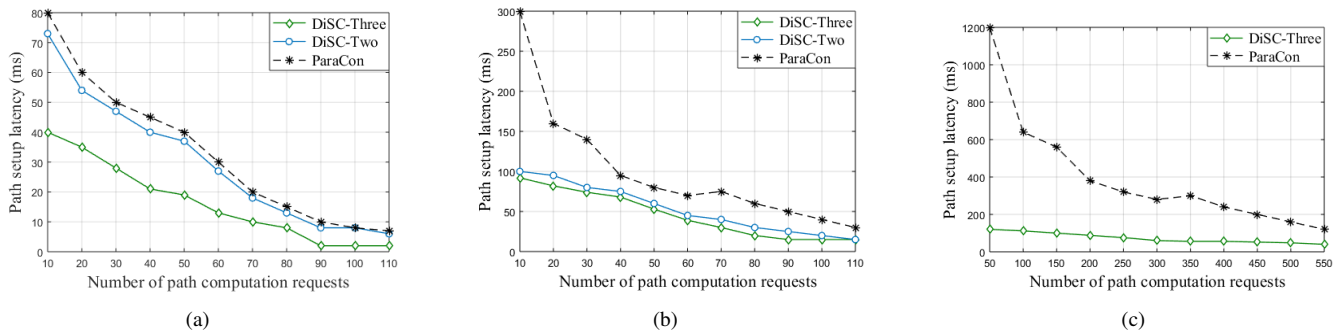 80
70
60
50
40
30
20
10
0
Path setup latency (ms)
DiSC-Three
DiSC-Two
ParaCon
10 20 30 40 50 60 70 80 90 100 110
Number of path computation requests
(a)
300
250
200
150
100
50
0
Path setup latency (ms)
DiSC-Three
DiSC-Two
ParaCon
10 20 30 40 50 60 70 80 90 100 110
Number of path computation requests
(b)
1200
1000
800
600
400
200
0
Path setup latency (ms)
DiSC-Three
ParaCon
50 100 150 200 250 300 350 400 450 500 550
Number of path computation requests
(c)